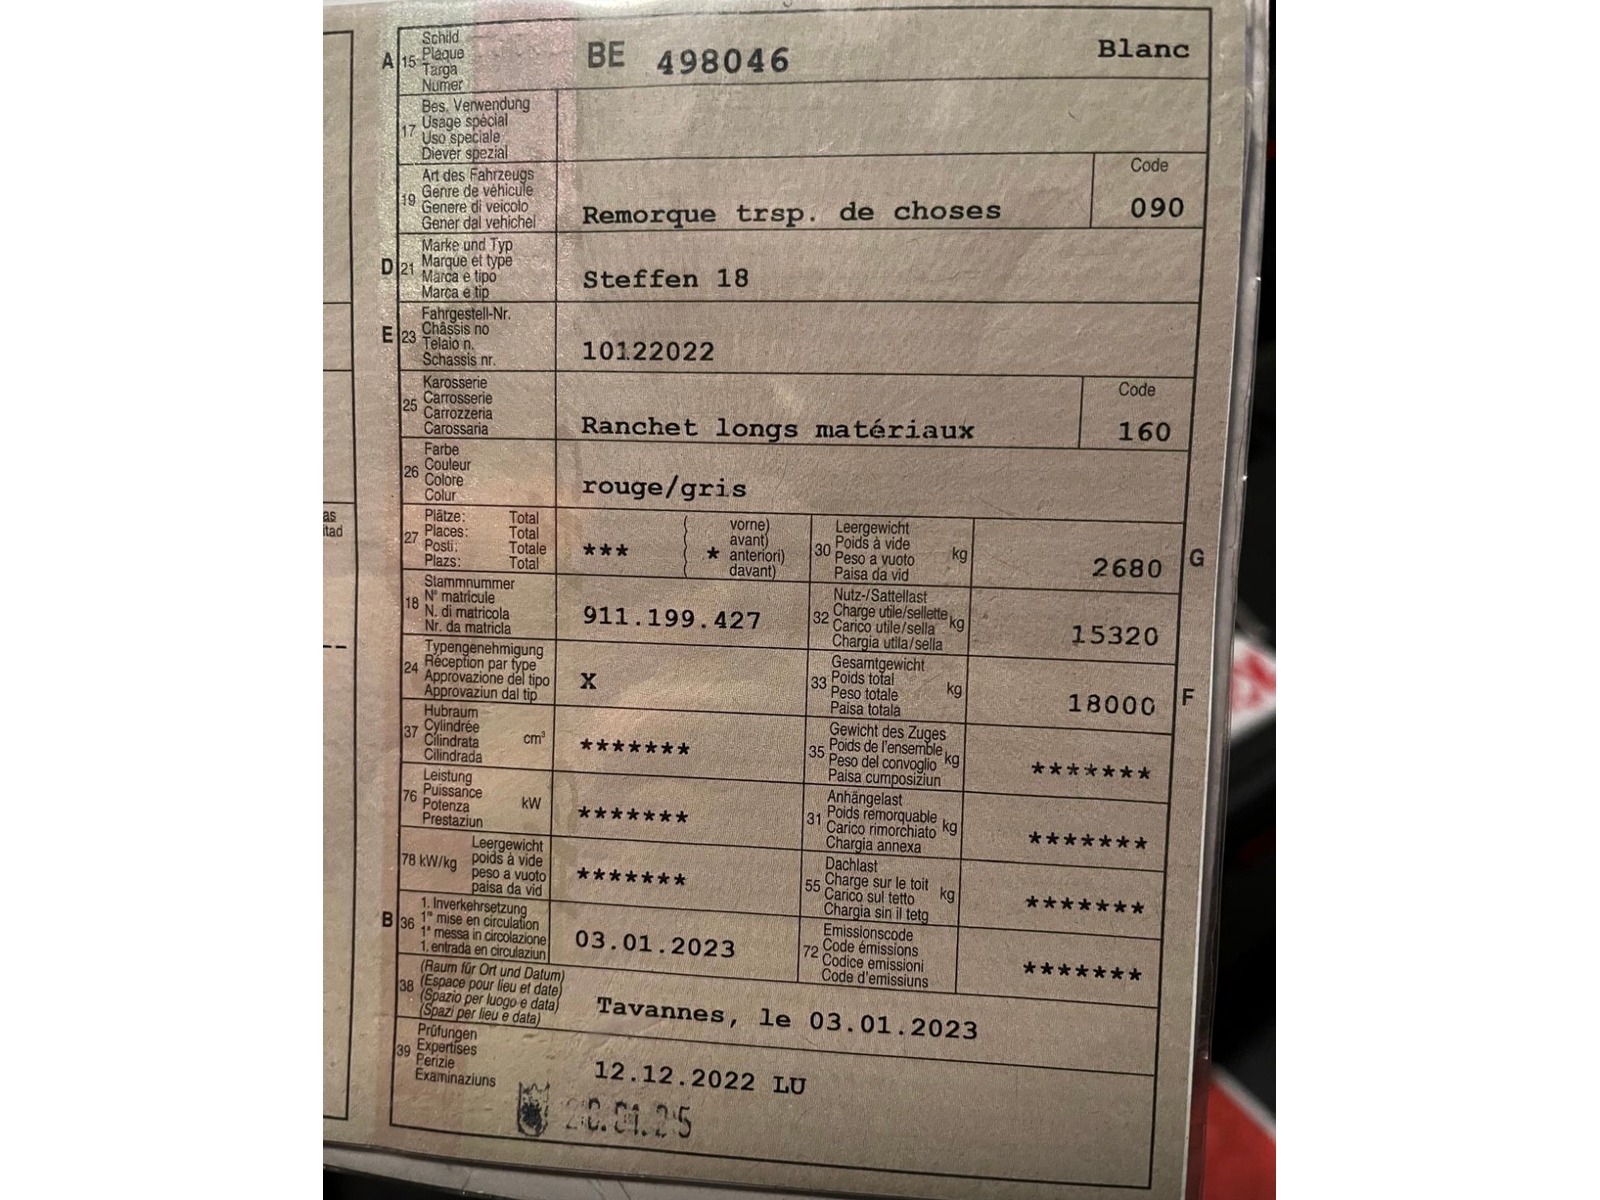 A 15 Schild
Plaque
Targa
Numer
BE 498046 Blanc
17 Bes. Verwendung
Usage spécial
Uso speciale
Diever spezial
19 Art des Fahrzeugs
Genre de véhicule
Genere di veicolo
Gener dal vehichel
Remorque trsp. de choses
Code
090
D 21 Marke und Typ
Marque et type
Marca e tipo
Marca e tip
Steffen 18
E 23 Fahrgestell-Nr.
Châssis no
Telaio n.
Schassis nr.
10122022
25 Karosserie
Carrosserie
Carrozzeria
Carossaria
Ranchet longs matériaux
Code
160
26 Farbe
Couleur
Colore
Colur
rouge/gris
as
itad
27 Plätze: Total
Places: Total
Posti: Totale
Plazs: Total
***
( vorne)
avant)
* anteriori)
( davant)
30 Leergewicht
Poids à vide
Peso a vuoto
Paisa da vid
kg
2680 G
18 Stammnummer
N° matricule
N. di matricola
Nr. da matricla
911.199.427
32 Nutz-/Sattellast
Charge utile/sellette
Carico utile/sella
Chargia utila/sella
kg
15320
--
24 Typengenehmigung
Réception par type
Approvazione del tipo
Approvaziun dal tip
X
33 Gesamtgewicht
Poids total
Peso totale
Paisa totala
kg
18000 F
37 Hubraum
Cylindrée
Cilindrata
Cilindrada
cm³
*******
35 Gewicht des Zuges
Poids de l'ensemble
Peso del convoglio
Paisa cumposiziun
kg
*******
76 Leistung
Puissance
Potenza
Prestaziun
kW
*******
31 Anhängelast
Poids remorquable
Carico rimorchiato
Chargia annexa
kg
*******
78 kW/kg
Leergewicht
poids à vide
peso a vuoto
paisa da vid
*******
55 Dachlast
Charge sur le toit
Carico sul tetto
Chargia sin il tetg
kg
*******
B 36 1. Inverkehrsetzung
1re mise en circulation
1a messa in circolazione
1. entrada en circulaziun
03.01.2023
72 Emissionscode
Code émissions
Codice emissioni
Code d'emissiuns
*******
38 (Raum für Ort und Datum)
(Espace pour lieu et date)
(Spazio per luogo e data)
(Spazi per lieu e data)
Tavannes, le 03.01.2023
39 Prüfungen
Expertises
Perizie
Examinaziuns
12.12.2022 LU
20.01.25